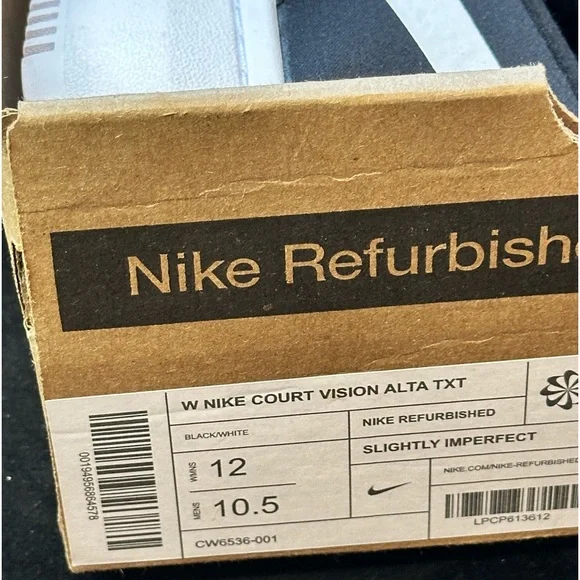 Nike Refurbishe
W NIKE COURT VISION ALTA TXT
BLACK/WHITE
NIKE REFURBISHED
SLIGHTLY IMPERFECT
WMNS 12
MENS 10.5
NIKE.COM/NIKE-REFURBISHED
LPCP613612
CW6536-001
00194956864578